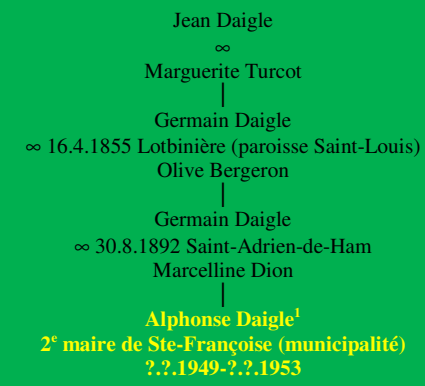 Jean Daigle
∞
Marguerite Turcot
Germain Daigle
∞ 16.4.1855 Lotbinière (paroisse Saint-Louis)
Olive Bergeron
Germain Daigle
∞ 30.8.1892 Saint-Adrien-de-Ham
Marcelline Dion
Alphonse Daigle¹
2ᵉ maire de Ste-Françoise (municipalité)
?.?.1949-?.?.1953